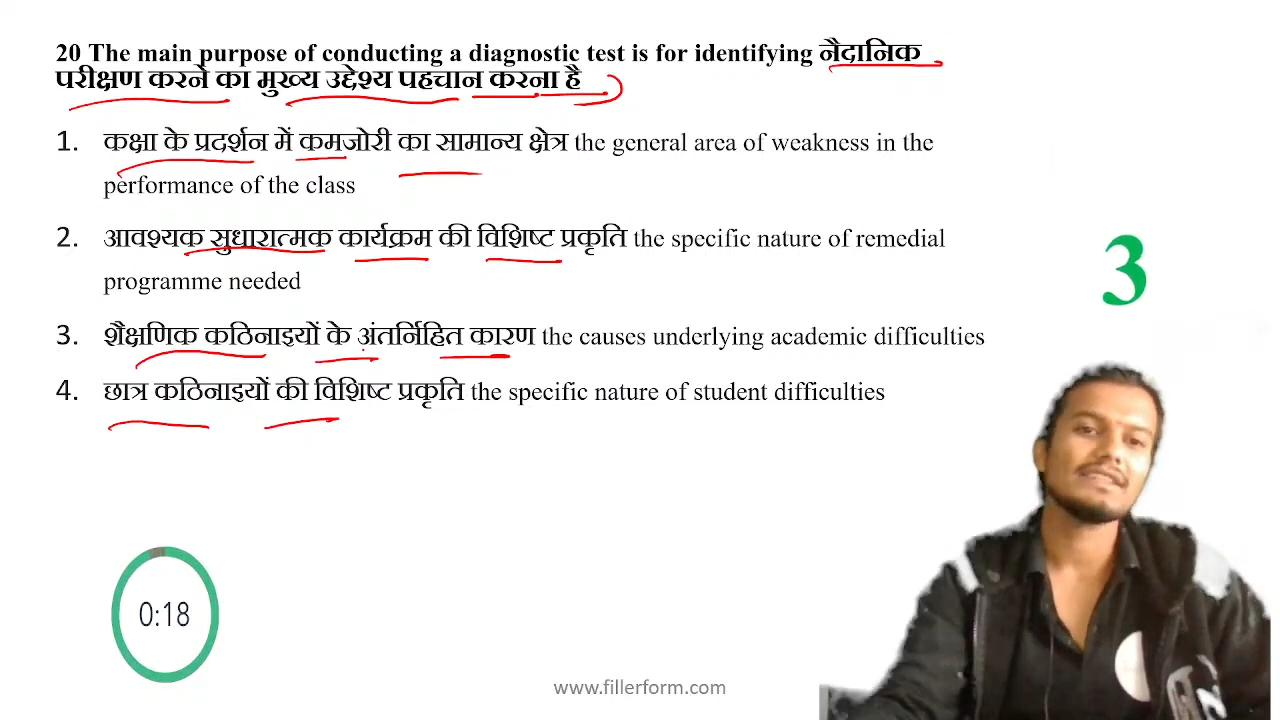 20 The main purpose of conducting a diagnostic test is for identifying नैदानिक
परीक्षण करने का मुख्य उद्देश्य पहचान करना है
1. कक्षा के प्रदर्शन में कमजोरी का सामान्य क्षेत्र the general area of weakness in the
performance of the class
2. आवश्यक सुधारात्मक कार्यक्रम की विशिष्ट प्रकृति the specific nature of remedial
programme needed
3. शैक्षणिक कठिनाइयों के अंतर्निहित कारण the causes underlying academic difficulties
4. छात्र कठिनाइयों की विशिष्ट प्रकृति the specific nature of student difficulties
3
0:18
www.fillerform.com